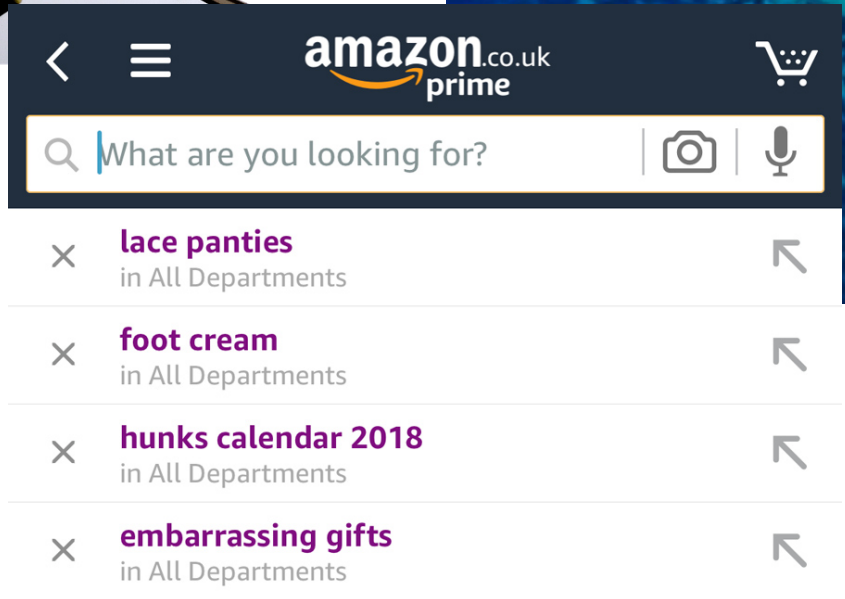 amazon.co.uk
prime
What are you looking for?
lace panties
in All Departments
foot cream
in All Departments
hunks calendar 2018
in All Departments
embarrassing gifts
in All Departments